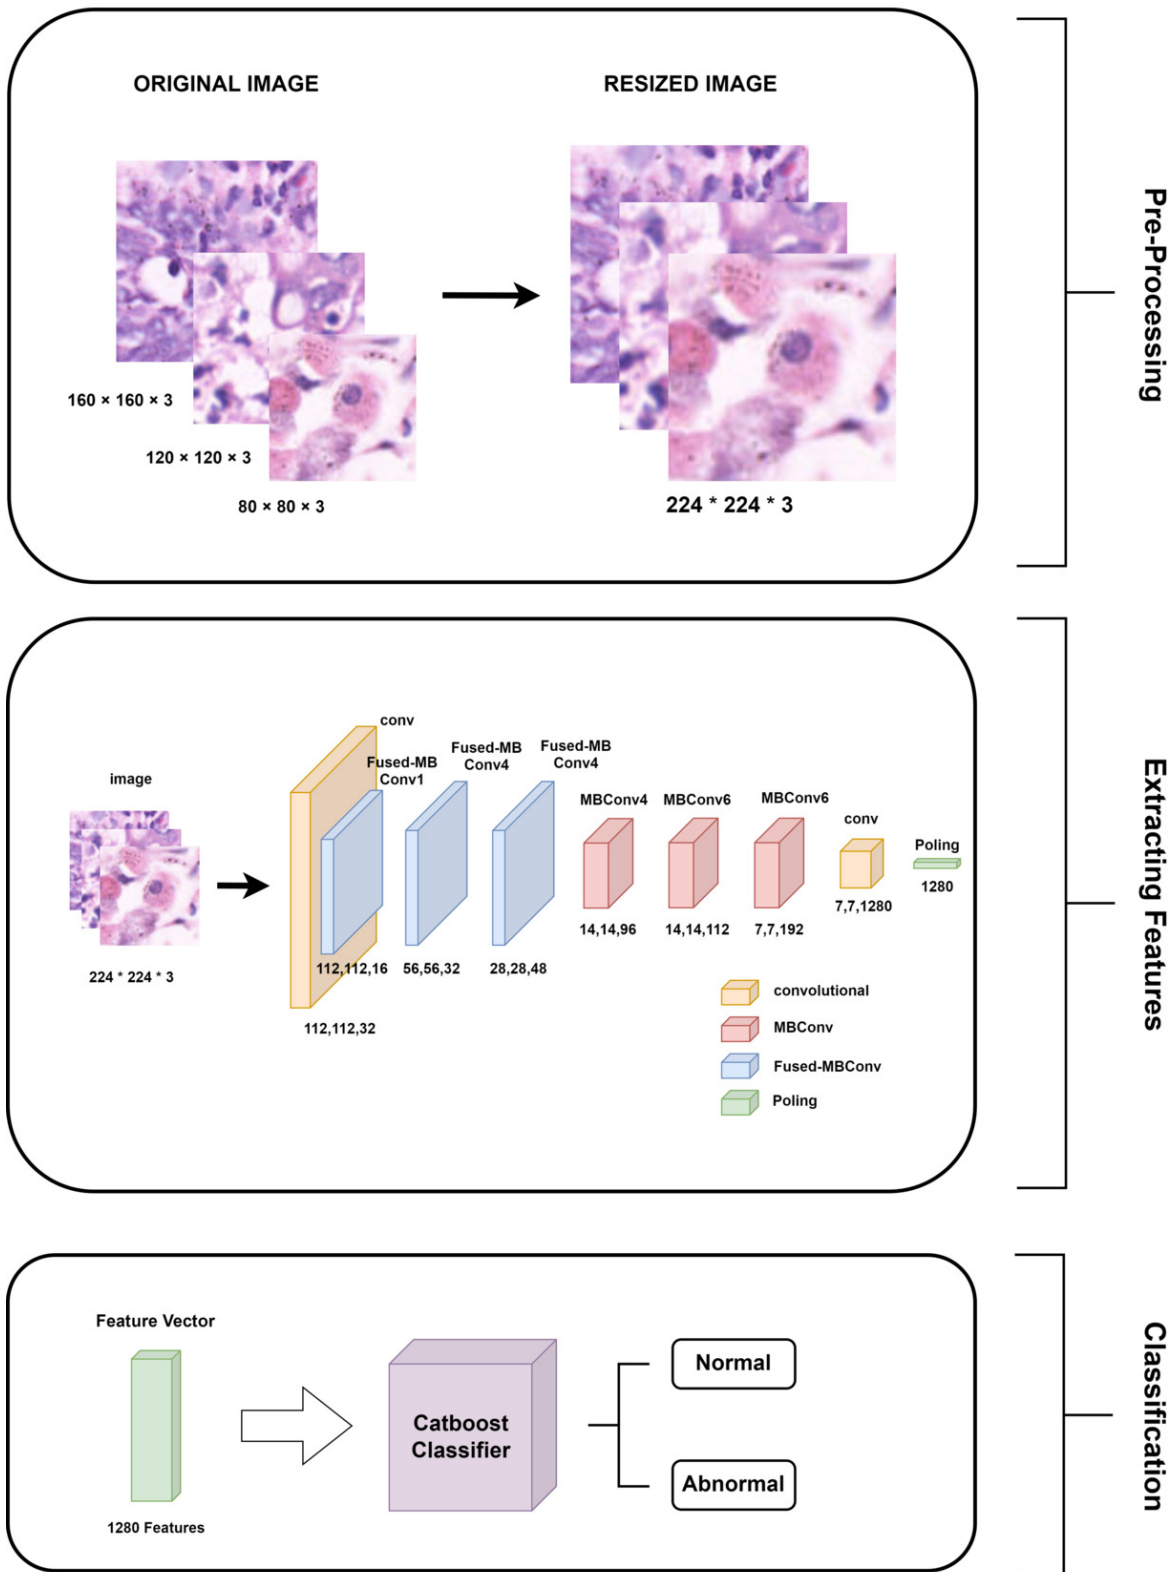 ORIGINAL IMAGE
RESIZED IMAGE
160 × 160 × 3
120 × 120 × 3
80 × 80 × 3
224 * 224 * 3
Pre-Processing
image
224 * 224 * 3
conv
112,112,32
Fused-MB
Conv1
112,112,16
Fused-MB
Conv4
56,56,32
Fused-MB
Conv4
28,28,48
MBConv4
14,14,96
MBConv6
14,14,112
MBConv6
7,7,192
conv
7,7,1280
Poling
1280
convolutional
MBConv
Fused-MBConv
Poling
Extracting Features
Feature Vector
1280 Features
Catboost
Classifier
Normal
Abnormal
Classification